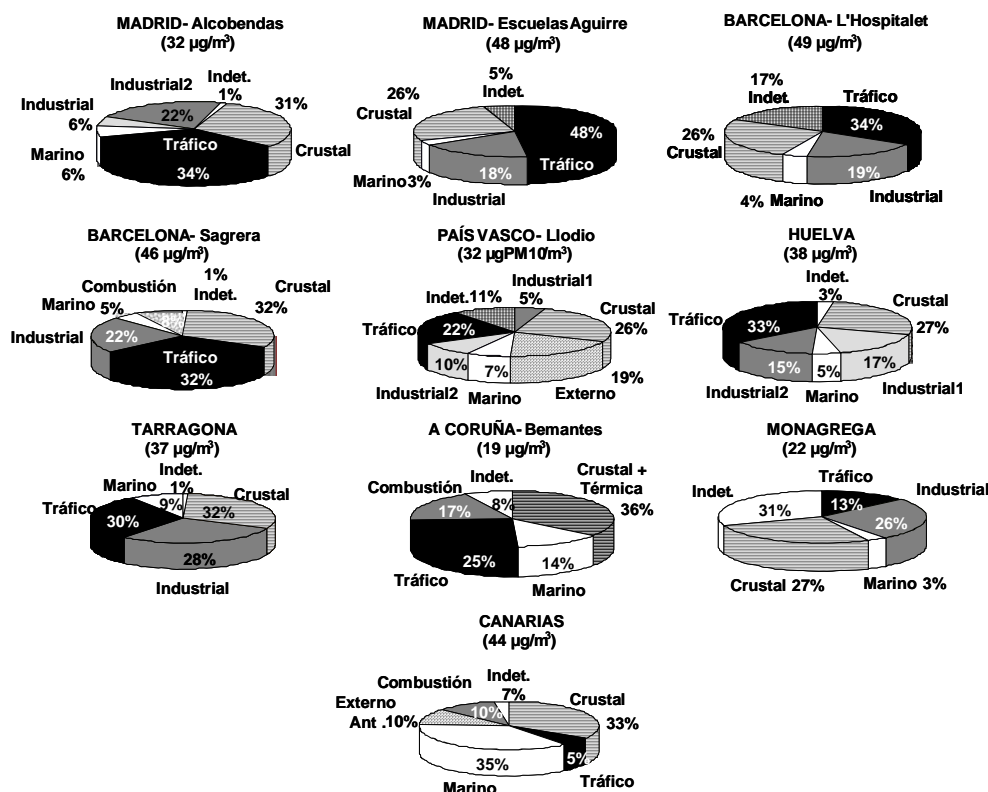 MADRID- Alcobendas
(32 µg/m³)
Industrial2
Indet.
1%
31%
Industrial
6%
22%
Marino
6%
Tráfico
34%
Crustal
MADRID- Escuelas Aguirre
(48 µg/m³)
5%
Indet.
26%
Crustal
48%
Tráfico
Marino 3%
18%
Industrial
BARCELONA- L'Hospitalet
(49 µg/m³)
17%
Indet.
Tráfico
34%
26%
Crustal
19%
4%
Marino
Industrial
BARCELONA- Sagrera
(46 µg/m³)
1%
Indet.
Crustal
32%
Combustión
Marino
5%
Industrial
22%
Tráfico
32%
PAÍS VASCO- Llodio
(32 µgPM10/m³)
Industrial1
Indet.
11%
5%
Crustal
26%
Tráfico
22%
10%
7%
19%
Industrial2
Marino
Externo
HUELVA
(38 µg/m³)
Indet.
3%
Crustal
27%
Tráfico
33%
15%
5%
17%
Industrial2
Marino
Industrial1
TARRAGONA
(37 µg/m³)
Indet.
1%
Marino
9%
Crustal
32%
Tráfico
30%
28%
Industrial
A CORUÑA- Bemantes
(19 µg/m³)
Indet.
8%
Crustal +
Térmica
36%
Combustión
17%
25%
14%
Tráfico
Marino
MONAGREGA
(22 µg/m³)
Tráfico
13%
Industrial
26%
Indet.
31%
Crustal 27%
Marino 3%
CANARIAS
(44 µg/m³)
Indet.
7%
Combustión
10%
Crustal
33%
Externo
Ant .10%
35%
5%
Marino
Tráfico